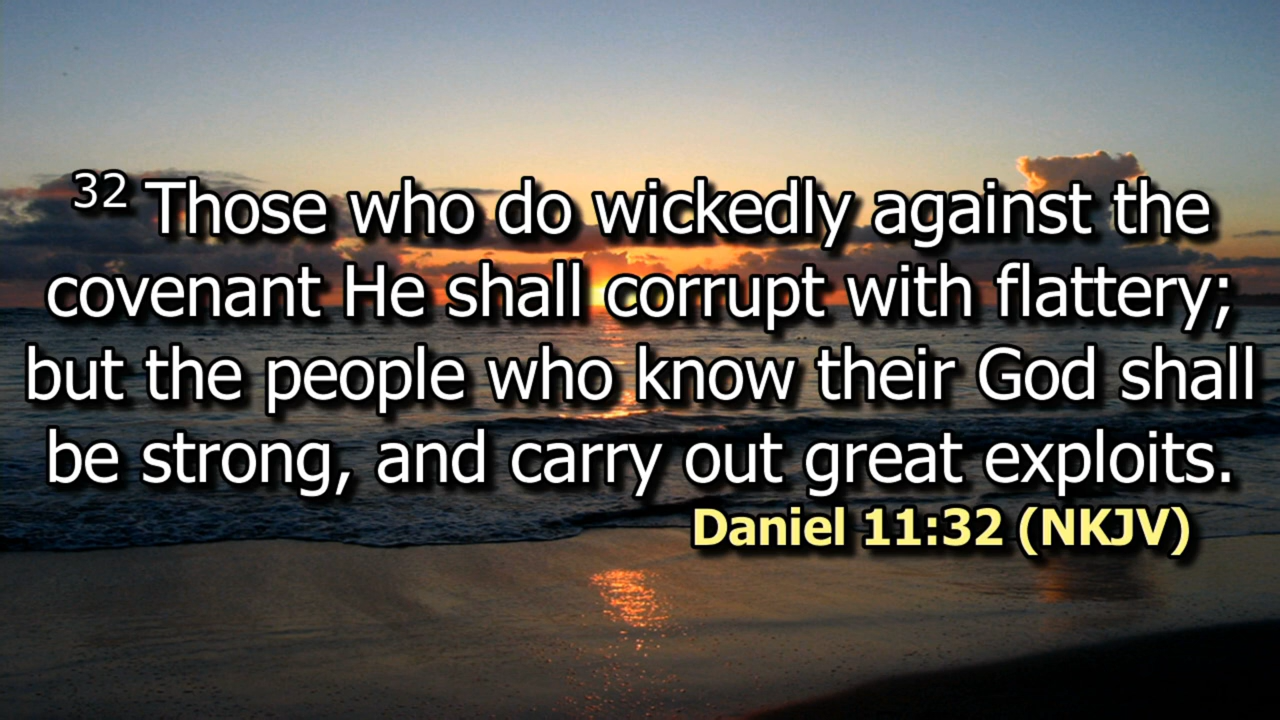 32 Those who do wickedly against the
covenant He shall corrupt with flattery;
but the people who know their God shall
be strong, and carry out great exploits.
Daniel 11:32 (NKJV)